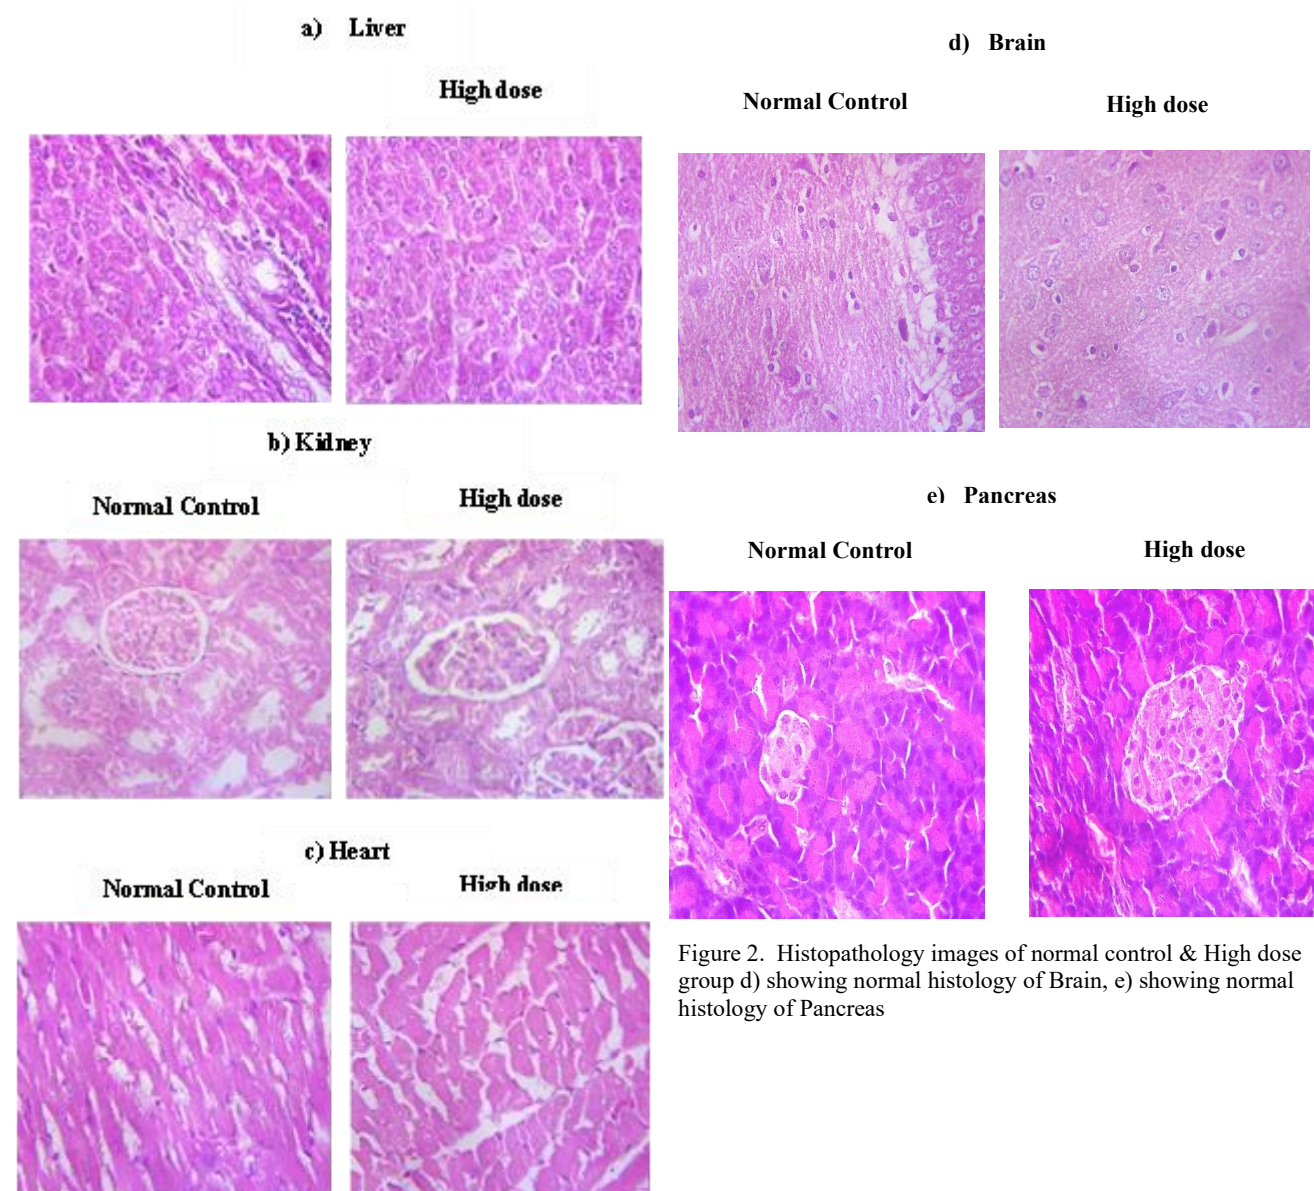 a) Liver
High dose
b) Kidney
Normal Control
High dose
c) Heart
Normal Control
High dose
d) Brain
Normal Control
High dose
e) Pancreas
Normal Control
High dose
Figure 2. Histopathology images of normal control & High dose
group d) showing normal histology of Brain, e) showing normal
histology of Pancreas